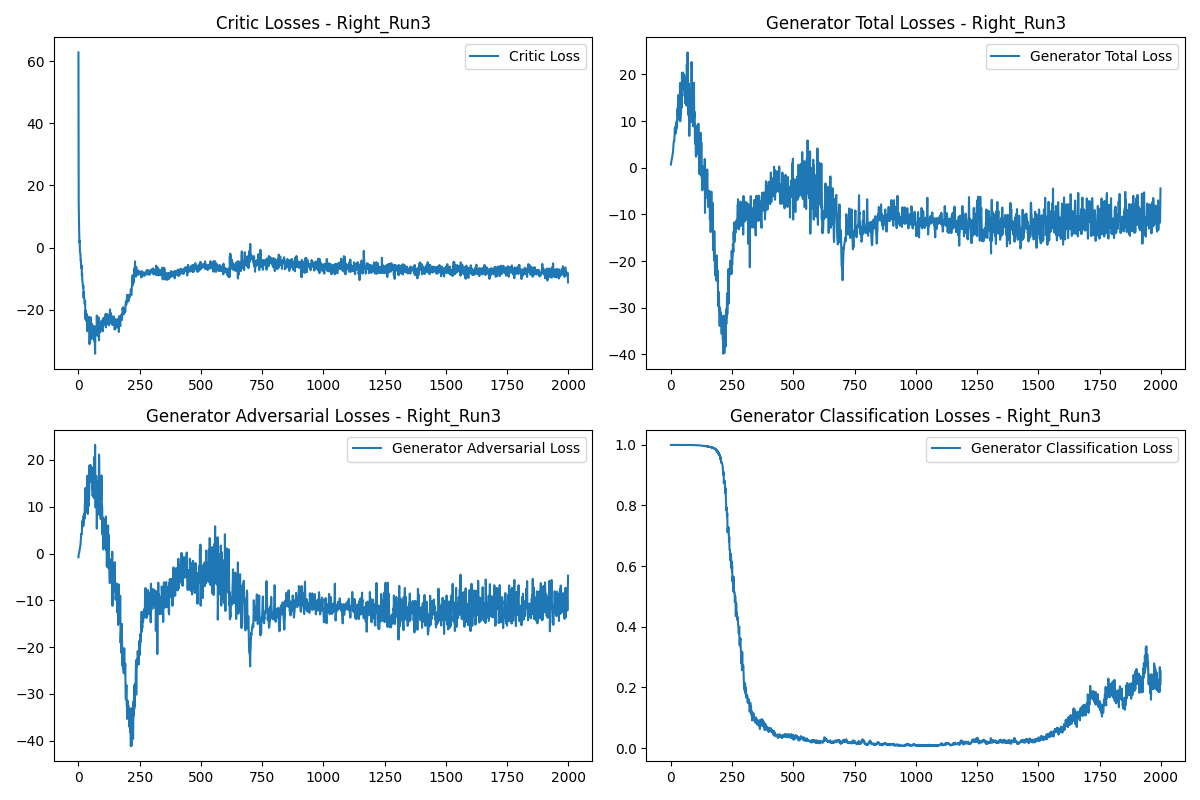 Critic Losses - Right_Run3
Critic Loss
60
40
20
0
−20
0 250 500 750 1000 1250 1500 1750 2000
Generator Total Losses - Right_Run3
Generator Total Loss
20
10
0
−10
−20
−30
−40
0 250 500 750 1000 1250 1500 1750 2000
Generator Adversarial Losses - Right_Run3
Generator Adversarial Loss
20
10
0
−10
−20
−30
−40
0 250 500 750 1000 1250 1500 1750 2000
Generator Classification Losses - Right_Run3
Generator Classification Loss
1.0
0.8
0.6
0.4
0.2
0.0
0 250 500 750 1000 1250 1500 1750 2000